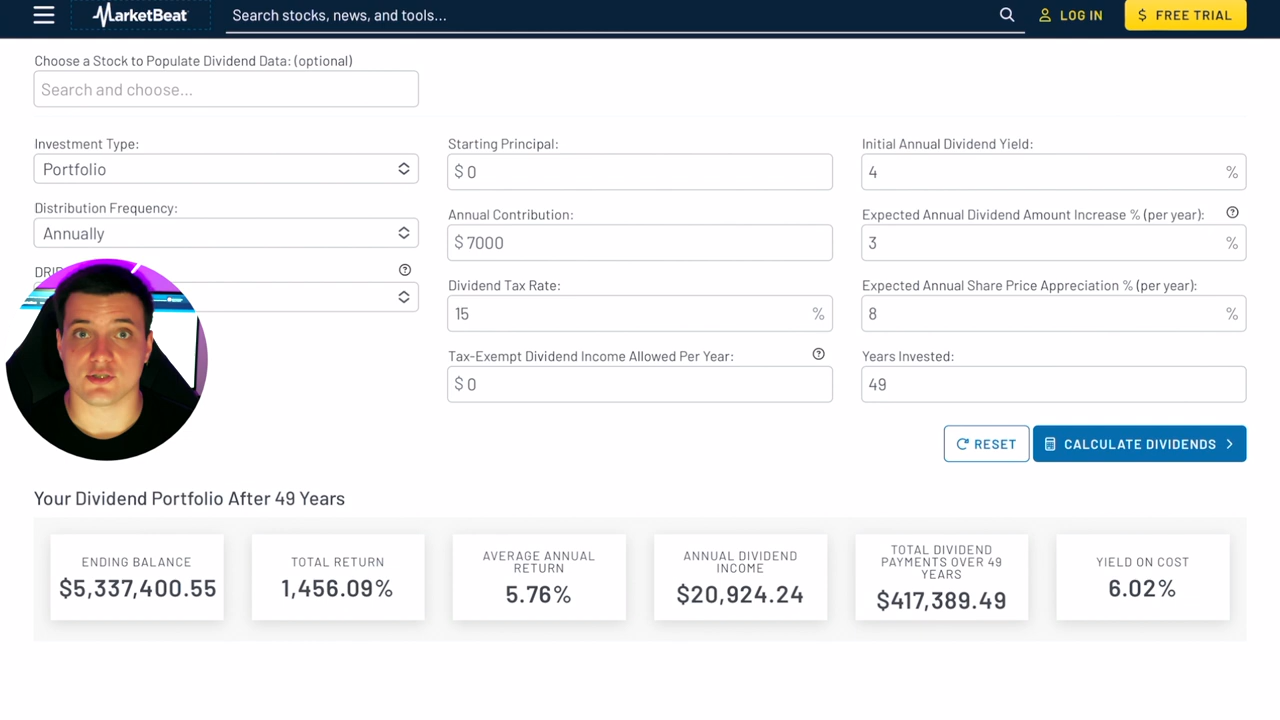 MarketBeat
Search stocks, news, and tools...
LOG IN
$ FREE TRIAL
Choose a Stock to Populate Dividend Data: (optional)
Search and choose...
Investment Type:
Portfolio
Distribution Frequency:
Annually
Starting Principal:
$ 0
Annual Contribution:
$ 7000
Dividend Tax Rate:
15 %
Tax-Exempt Dividend Income Allowed Per Year:
$ 0
Initial Annual Dividend Yield:
4 %
Expected Annual Dividend Amount Increase % (per year):
3 %
Expected Annual Share Price Appreciation % (per year):
8 %
Years Invested:
49
RESET
CALCULATE DIVIDENDS
Your Dividend Portfolio After 49 Years
ENDING BALANCE
$5,337,400.55
TOTAL RETURN
1,456.09%
AVERAGE ANNUAL
RETURN
5.76%
ANNUAL DIVIDEND
INCOME
$20,924.24
TOTAL DIVIDEND
PAYMENTS OVER 49
YEARS
$417,389.49
YIELD ON COST
6.02%